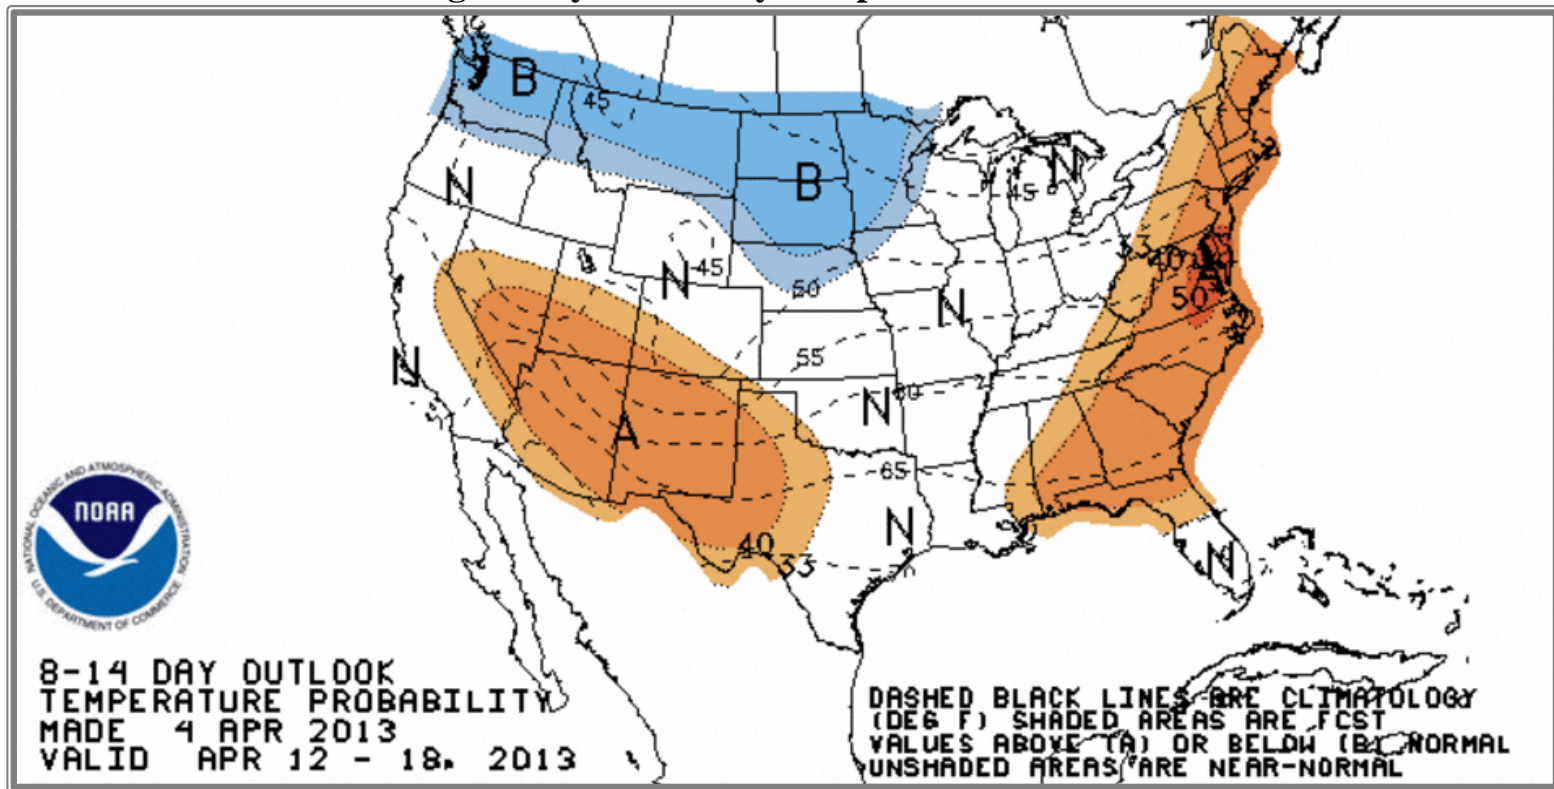 B
45
B
N
N
45
N
45
33
40
A
50
50
N
N
55
N
60
A
65
N
40
33
N
NATIONAL OCEANIC AND ATMOSPHERIC ADMINISTRATION
NOAA
U.S. DEPARTMENT OF COMMERCE
8-14 DAY OUTLOOK
TEMPERATURE PROBABILITY
MADE 4 APR 2013
VALID APR 12 - 18, 2013
DASHED BLACK LINES ARE CLIMATOLOGY
(DEG F) SHADED AREAS ARE FCST
VALUES ABOVE (A) OR BELOW (B) NORMAL
UNSHADED AREAS ARE NEAR-NORMAL